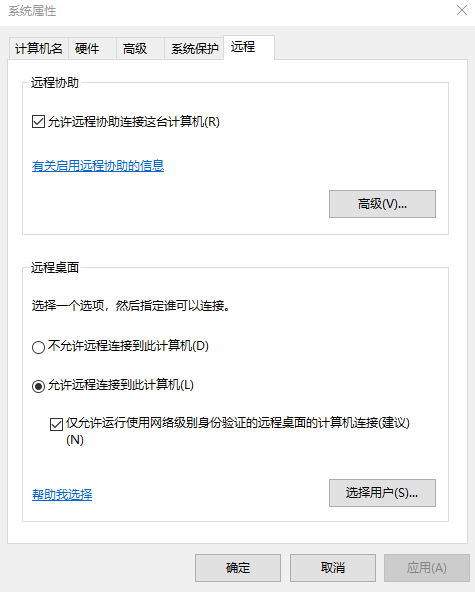 系统属性
计算机名 硬件 高级 系统保护 远程
远程协助
允许远程协助连接这台计算机(R)
有关启用远程协助的信息
高级(V)...
远程桌面
选择一个选项，然后指定谁可以连接。
不允许远程连接到此计算机(D)
允许远程连接到此计算机(L)
仅允许运行使用网络级别身份验证的远程桌面的计算机连接(建议)
(N)
帮助我选择 选择用户(S)...
确定 取消 应用(A)